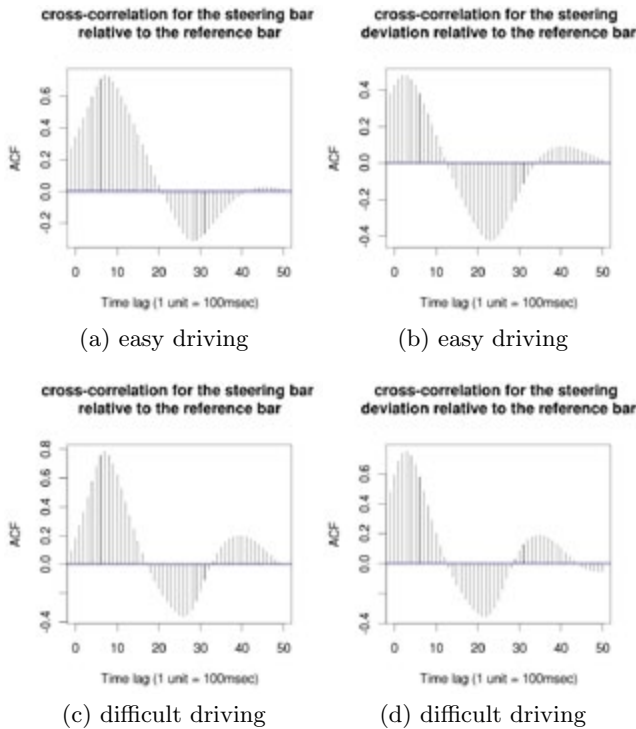 cross-correlation for the steering bar
relative to the reference bar
ACF
0.6
0.4
0.2
0.0
-0.2
0 10 20 30 40 50
Time lag (1 unit = 100msec)
(a) easy driving
cross-correlation for the steering
deviation relative to the reference bar
ACF
0.4
0.2
0.0
-0.2
-0.4
0 10 20 30 40 50
Time lag (1 unit = 100msec)
(b) easy driving
cross-correlation for the steering bar
relative to the reference bar
ACF
0.8
0.6
0.4
0.2
0.0
-0.4
0 10 20 30 40 50
Time lag (1 unit = 100msec)
(c) difficult driving
cross-correlation for the steering
deviation relative to the reference bar
ACF
0.6
0.4
0.2
0.0
-0.4
0 10 20 30 40 50
Time lag (1 unit = 100msec)
(d) difficult driving